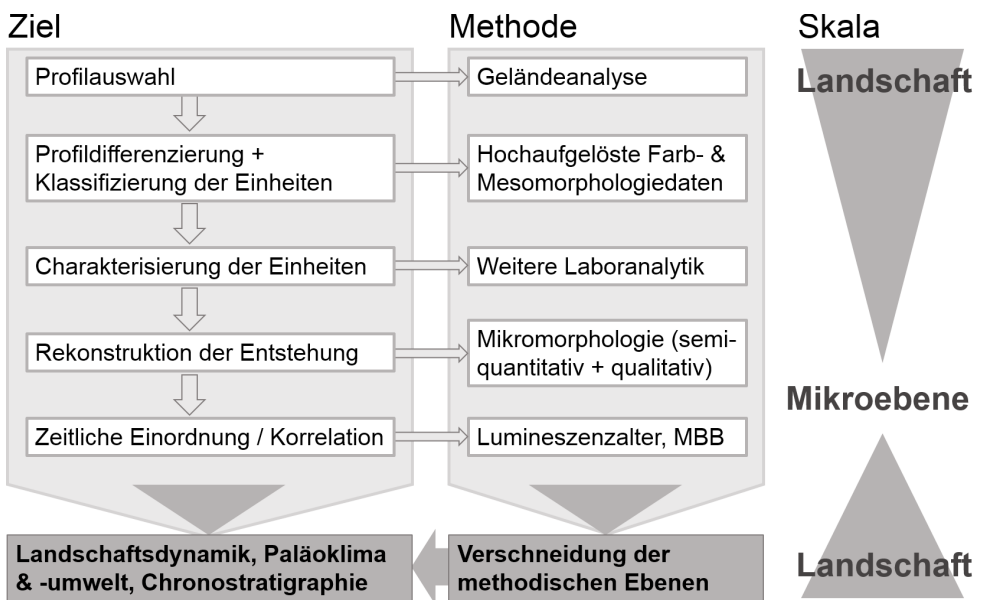 Ziel
Methode
Skala
Profilauswahl
Geländeanalyse
Landschaft
Profildifferenzierung +
Klassifizierung der Einheiten
Hochaufgelöste Farb- &
Mesomorphologiedaten
Charakterisierung der Einheiten
Weitere Laboranalytik
Rekonstruktion der Entstehung
Mikromorphologie (semi-
quantitativ + qualitativ)
Mikroebene
Zeitliche Einordnung / Korrelation
Lumineszenzalter, MBB
Landschaftsdynamik, Paläoklima
& -umwelt, Chronostratigraphie
Verschneidung der
methodischen Ebenen
Landschaft